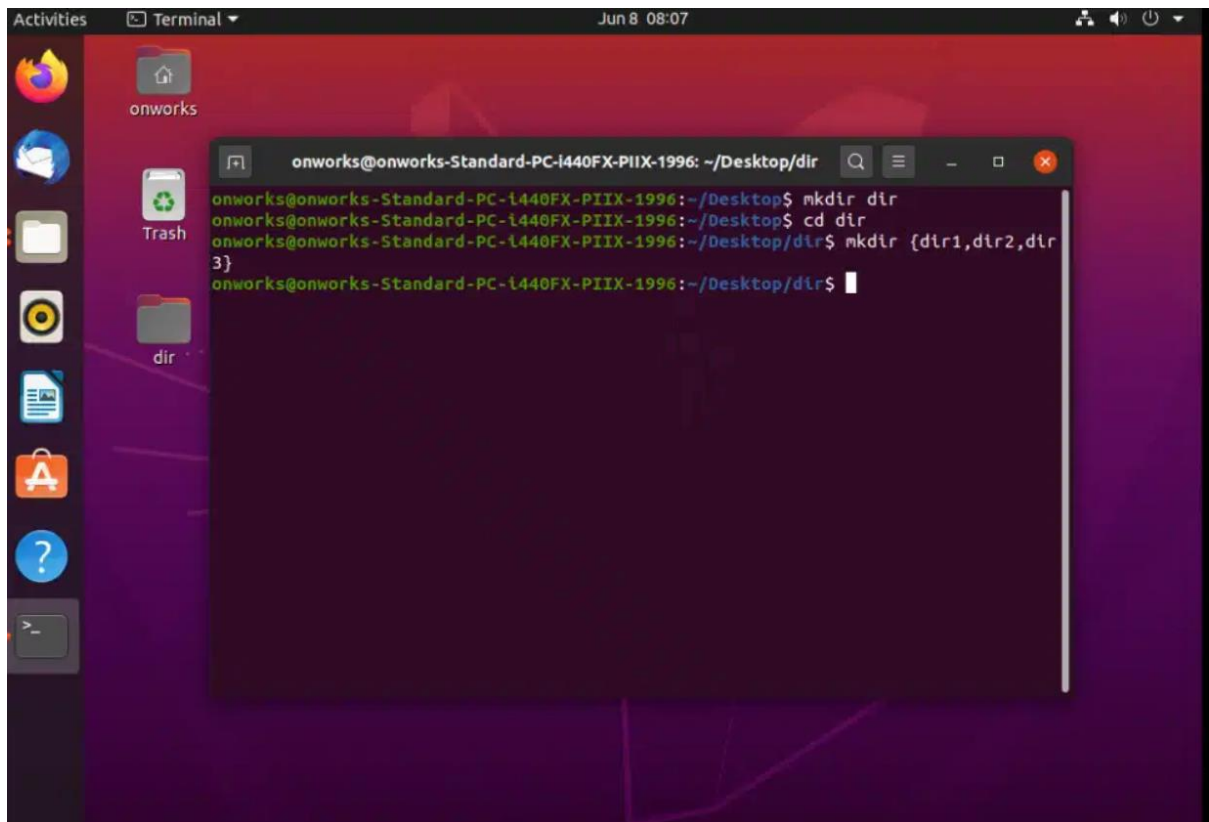 Activities
Terminal
Jun 8 08:07
onworks
Trash
dir
onworks@onworks-Standard-PC-i440FX-PIIX-1996: ~/Desktop/dir
onworks@onworks-Standard-PC-i440FX-PIIX-1996:~/Desktop$ mkdir dir
onworks@onworks-Standard-PC-i440FX-PIIX-1996:~/Desktop$ cd dir
onworks@onworks-Standard-PC-i440FX-PIIX-1996:~/Desktop/dir$ mkdir {dir1,dir2,dir
3}
onworks@onworks-Standard-PC-i440FX-PIIX-1996:~/Desktop/dir$